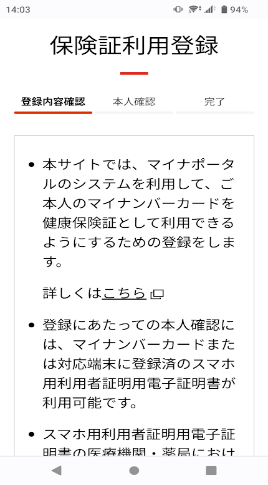 14:03
94%
保険証利用登録
登録内容確認 本人確認 完了
• 本サイトでは、マイナポータ
ルのシステムを利用して、ご
本人のマイナンバーカードを
健康保険証として利用できる
ようにするための登録をしま
す。
詳しくはこちら
• 登録にあたっての本人確認に
は、マイナンバーカードまた
は対応端末に登録済のスマホ
用利用者証明用電子証明書が
利用可能です。
• スマホ用利用者証明用電子証
明書の医療機関・薬局におけ